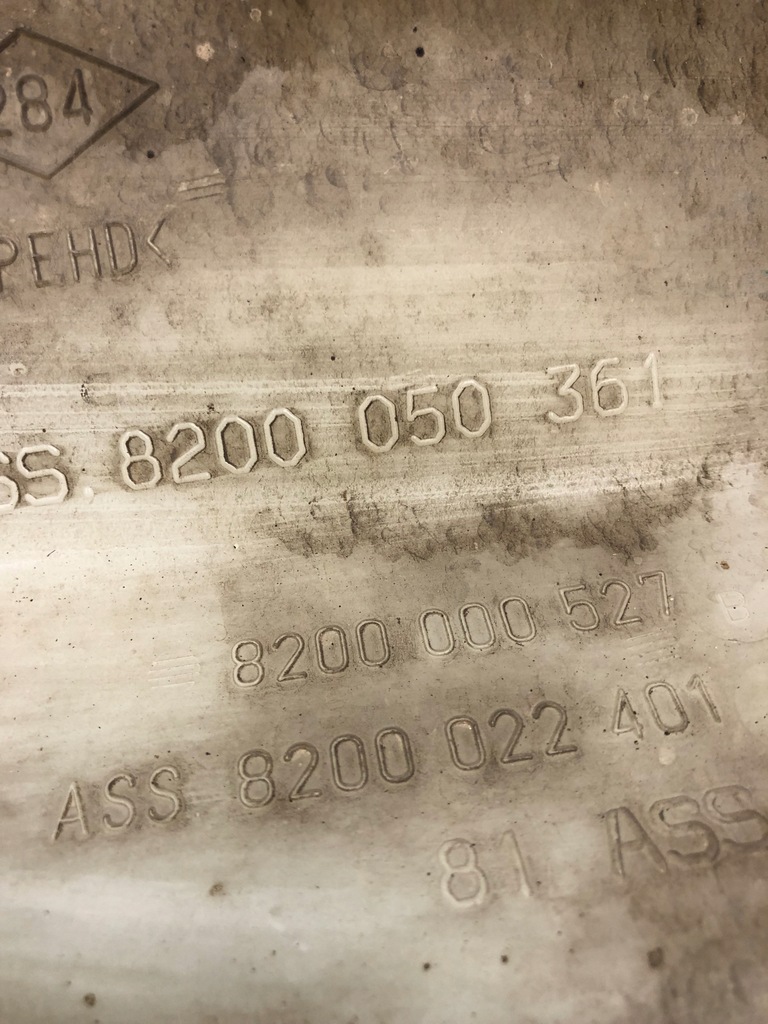 284
PEHD<
SS. 8200 050 361
8200 000 527
ASS 8200 022 401
81 ASS